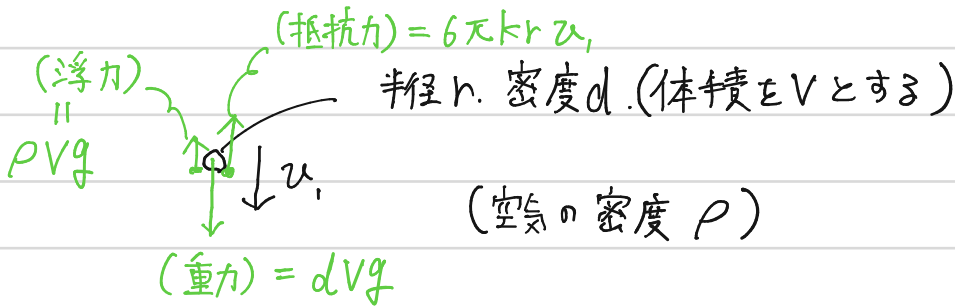 (抵抗力) = 6πkrv₁
(浮力)
=
ρVg
半径r. 密度d.(体積をVとする)
v₁
(空気の密度 ρ)
(重力) = dVg